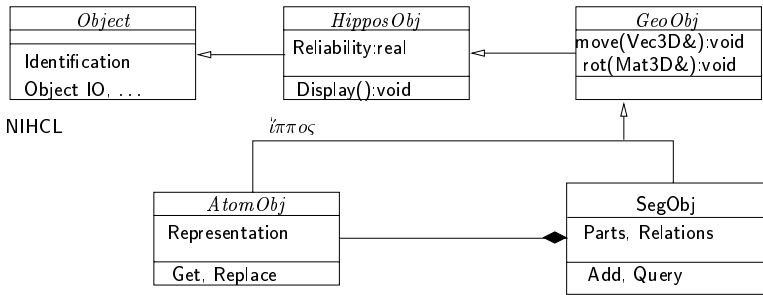 Object
Identification
Object IO, ...
HipposObj
Reliability:real
Display():void
GeoObj
move(Vec3D&):void
rot(Mat3D&):void
NIHCL
ἵππος
AtomObj
Representation
Get, Replace
SegObj
Parts, Relations
Add, Query